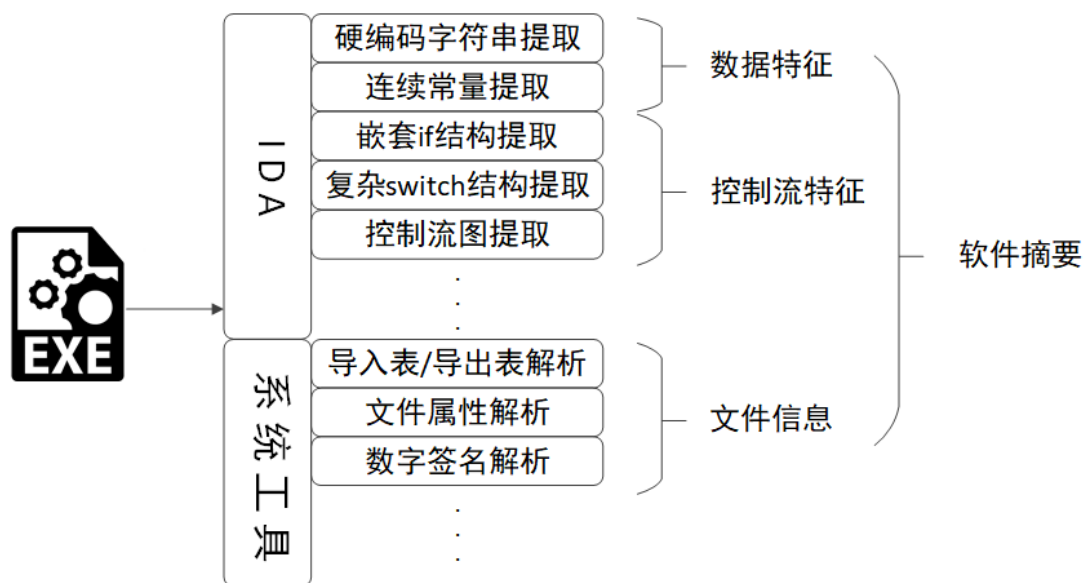 硬编码字符串提取
连续常量提取
嵌套if结构提取
复杂switch结构提取
控制流图提取
IDA
数据特征
控制流特征
软件摘要
EXE
导入表/导出表解析
文件属性解析
数字签名解析
系统工具
文件信息